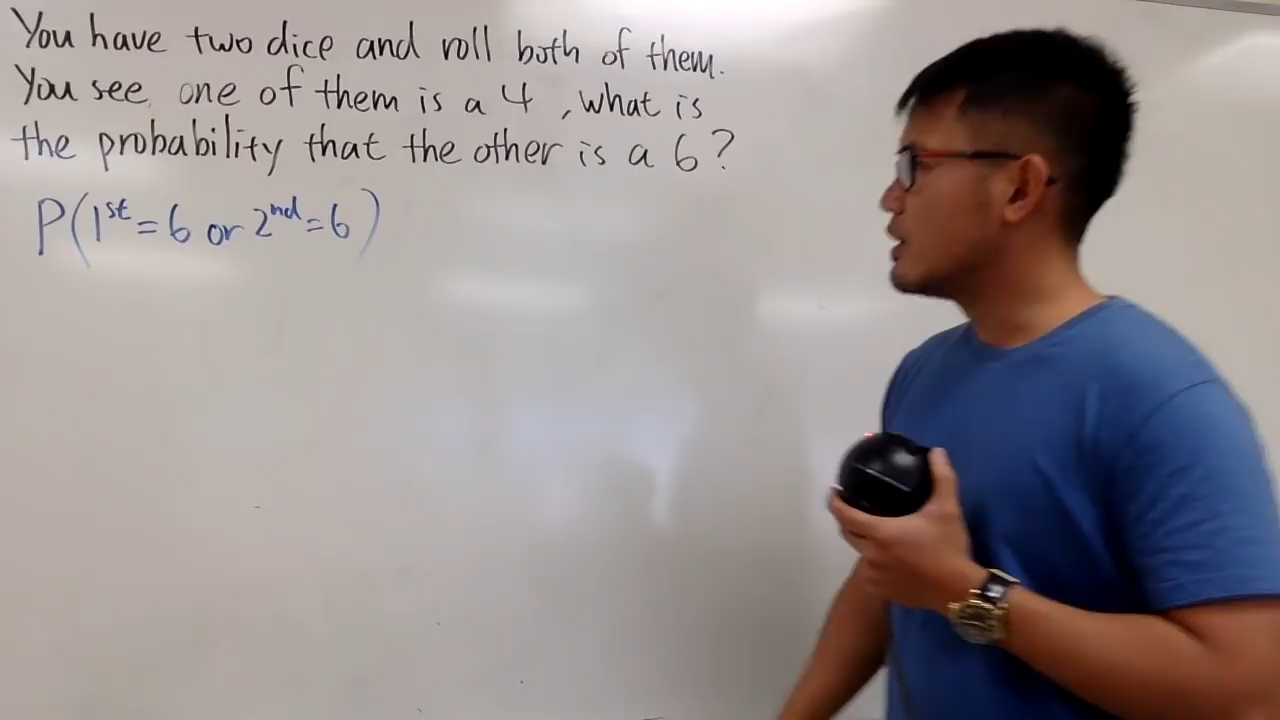 You have two dice and roll both of them.
You see one of them is a 4, what is
the probability that the other is a 6?
P(1st=6 or 2nd=6)